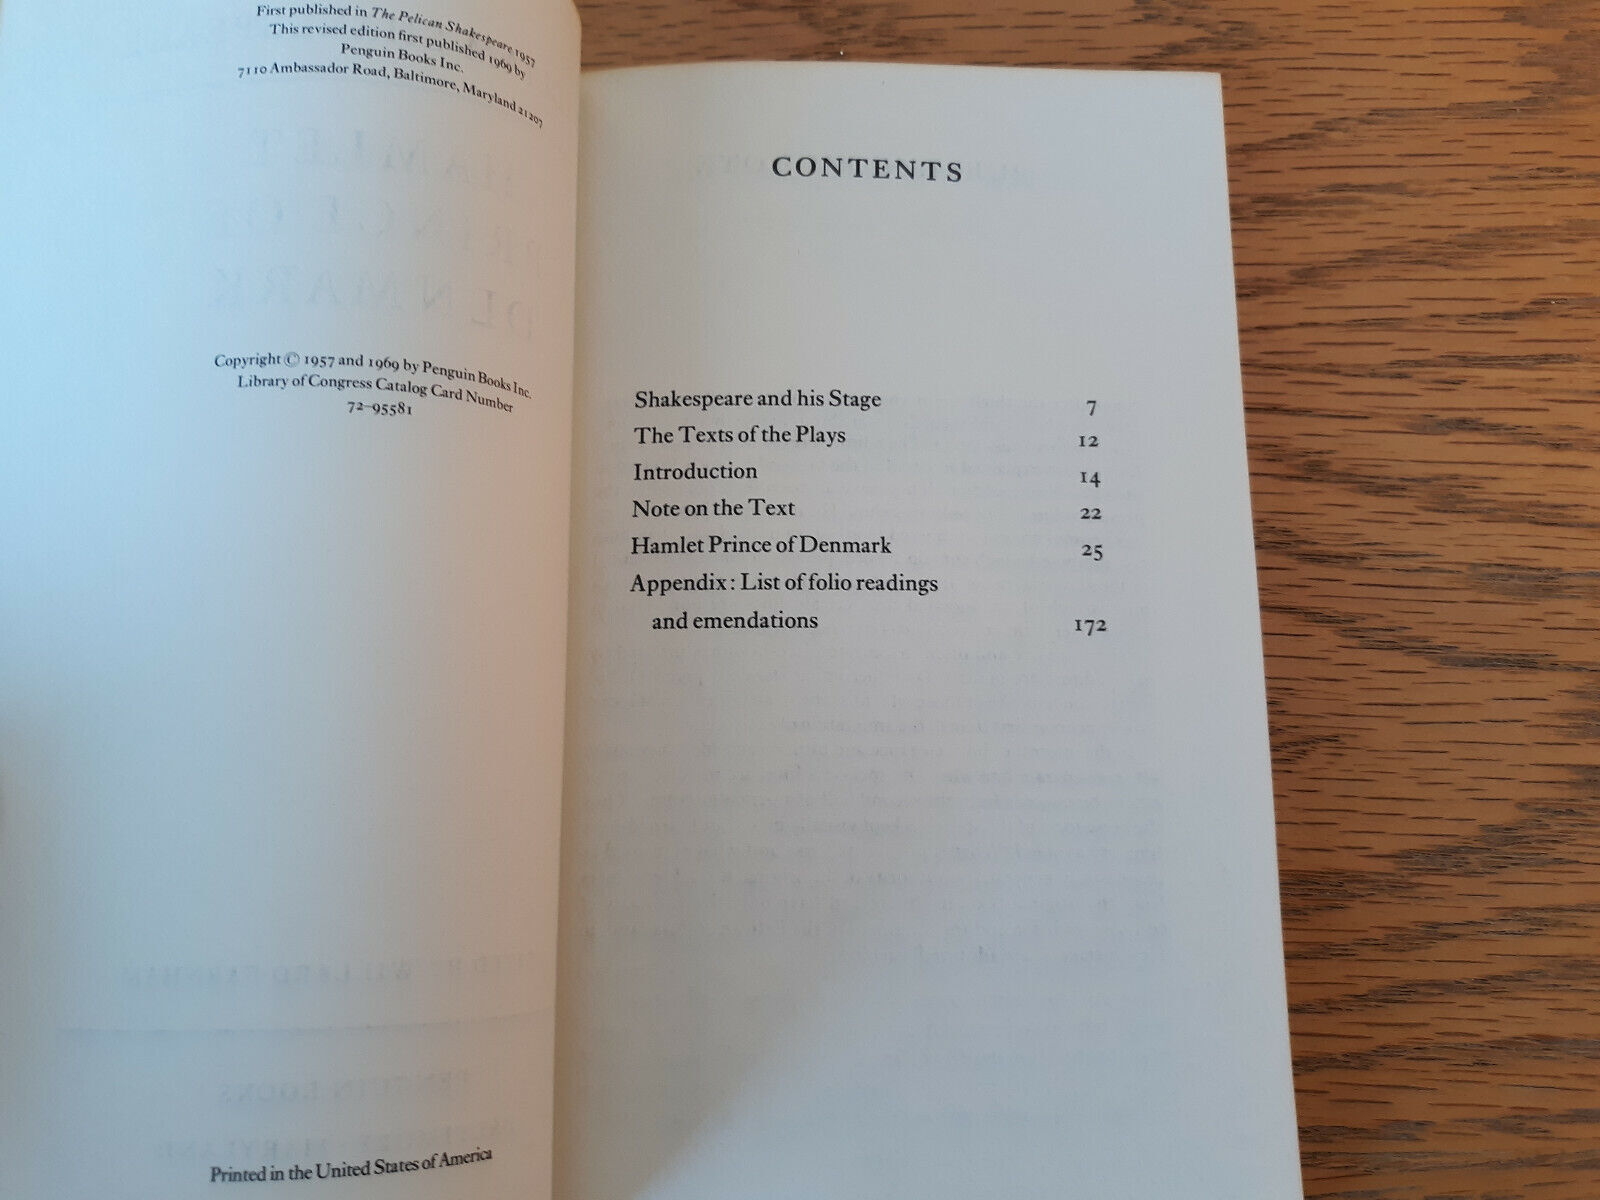 First published in The Pelican Shakespeare 1957
This revised edition first published 1969 by
Penguin Books Inc.
7110 Ambassador Road, Baltimore, Maryland 21207
Copyright © 1957 and 1969 by Penguin Books Inc.
Library of Congress Catalog Card Number
72-95581
Printed in the United States of America
CONTENTS
Shakespeare and his Stage 7
The Texts of the Plays 12
Introduction 14
Note on the Text 22
Hamlet Prince of Denmark 25
Appendix: List of folio readings
and emendations 172